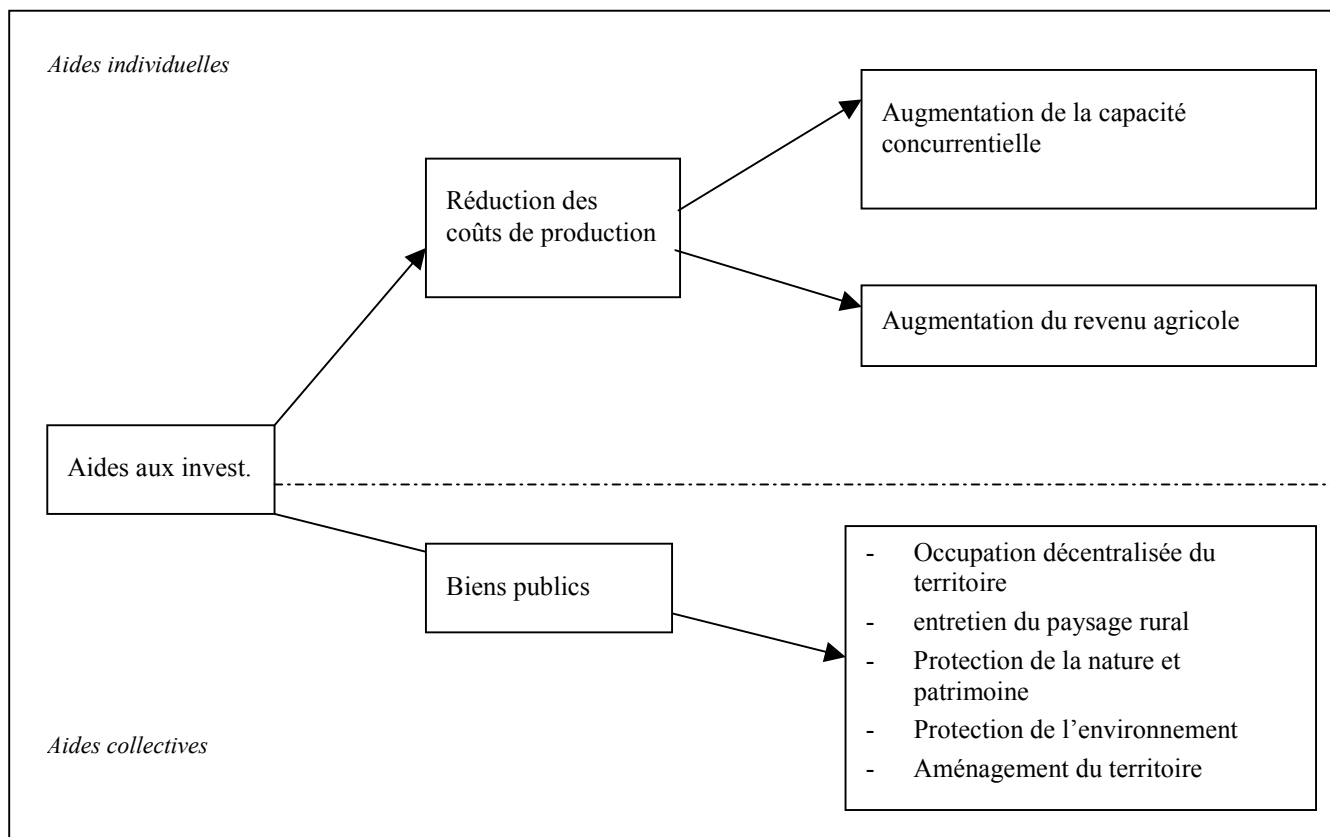 Aides individuelles
Augmentation de la capacité
concurrentielle
Réduction des
coûts de production
Augmentation du revenu agricole
Aides aux invest.
Biens publics
- Occupation décentralisée du
territoire
- entretien du paysage rural
- Protection de la nature et
patrimoine
- Protection de l’environnement
- Aménagement du territoire
Aides collectives